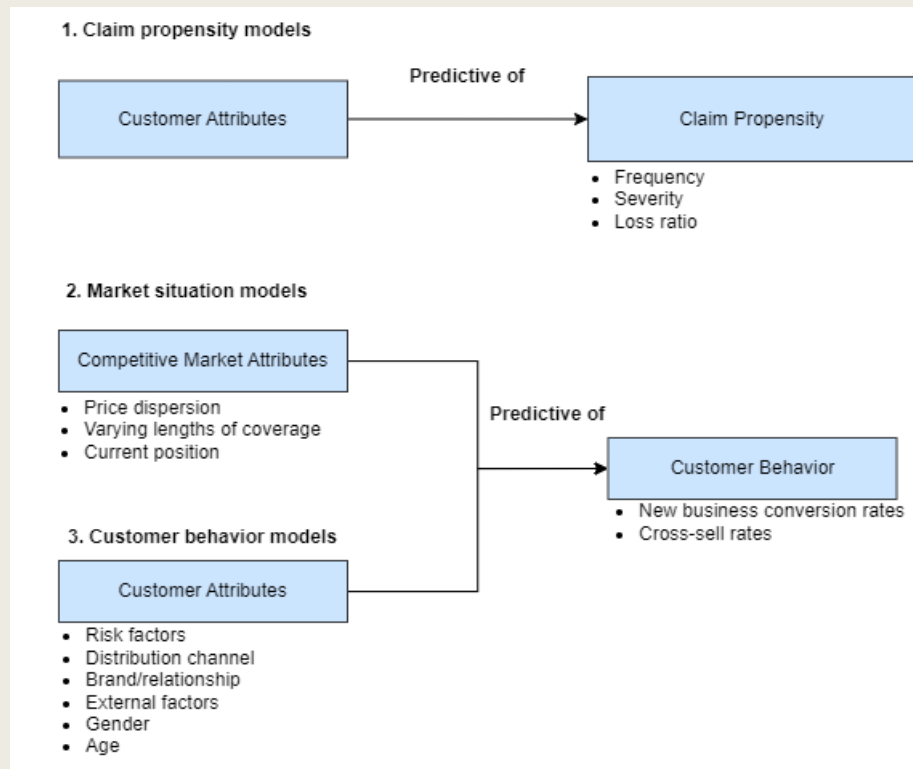 1. Claim propensity models
Predictive of
Customer Attributes
Claim Propensity
• Frequency
• Severity
• Loss ratio
2. Market situation models
Competitive Market Attributes
• Price dispersion
• Varying lengths of coverage
• Current position
Predictive of
Customer Behavior
• New business conversion rates
• Cross-sell rates
3. Customer behavior models
Customer Attributes
• Risk factors
• Distribution channel
• Brand/relationship
• External factors
• Gender
• Age